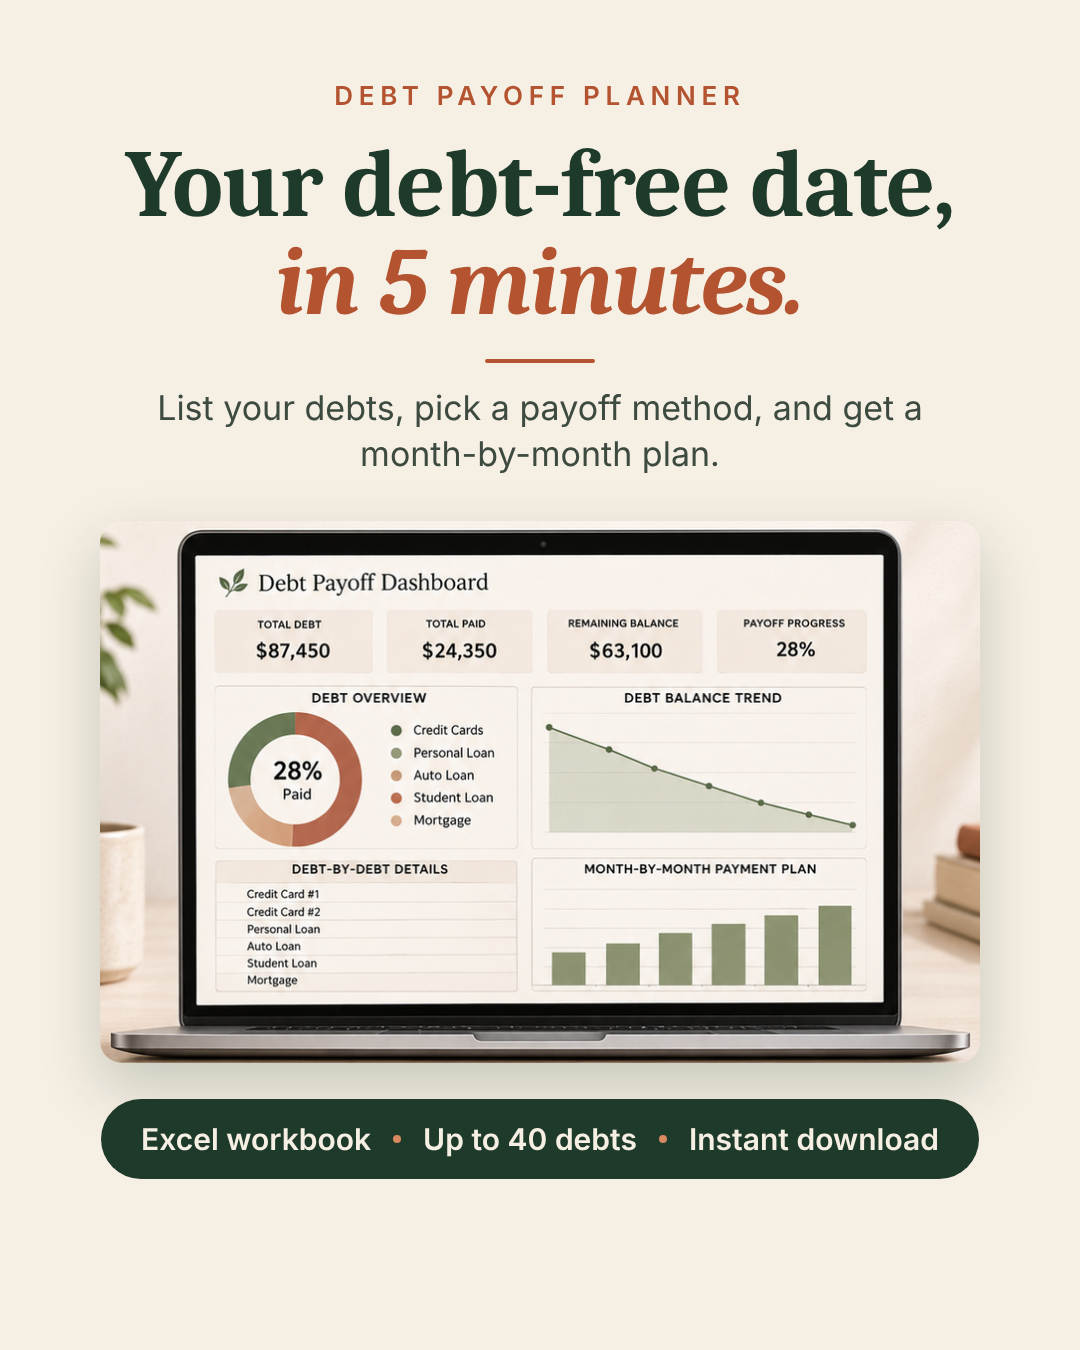 DEBT PAYOFF PLANNER
Your debt-free date,
in 5 minutes.
List your debts, pick a payoff method, and get a
month-by-month plan.
Debt Payoff Dashboard
TOTAL DEBT
$87,450
TOTAL PAID
$24,350
REMAINING BALANCE
$63,100
PAYOFF PROGRESS
28%
DEBT OVERVIEW
28%
Paid
Credit Cards
Personal Loan
Auto Loan
Student Loan
Mortgage
DEBT BALANCE TREND
DEBT-BY-DEBT DETAILS
Credit Card #1
Credit Card #2
Personal Loan
Auto Loan
Student Loan
Mortgage
MONTH-BY-MONTH PAYMENT PLAN
Excel workbook • Up to 40 debts • Instant download